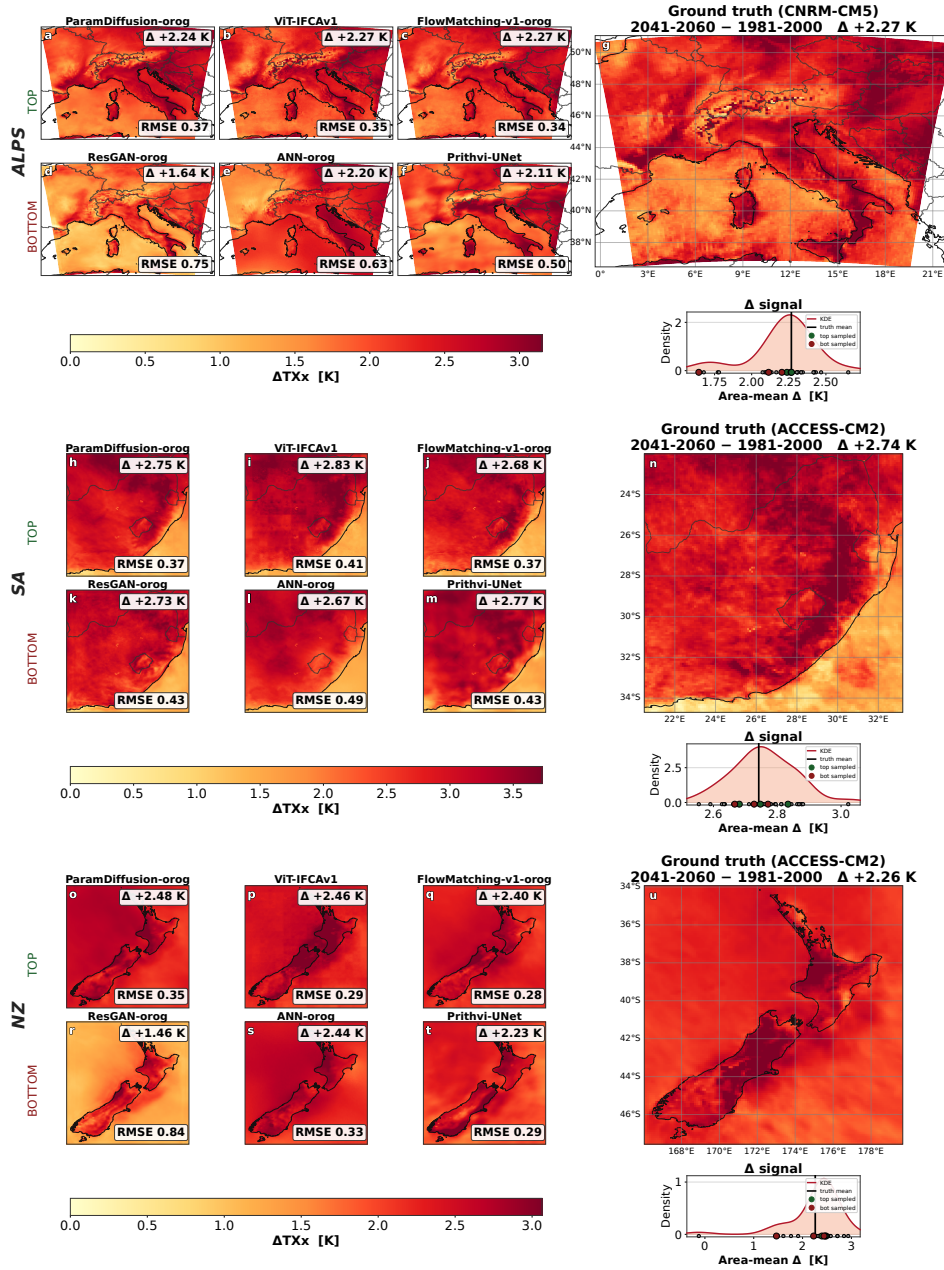 ParamDiffusion-orog
ViT-IFCAv1
FlowMatching-v1-orog
Ground truth (CNRM-CM5)
2041-2060 − 1981-2000 Δ +2.27 K
ALPS
TOP
a
Δ +2.24 K
RMSE 0.37
b
Δ +2.27 K
RMSE 0.35
c
Δ +2.27 K
RMSE 0.34
g
50°N
48°N
46°N
44°N
42°N
40°N
38°N
0°
3°E
6°E
9°E
12°E
15°E
18°E
21°E
ResGAN-orog
ANN-orog
Prithvi-UNet
BOTTOM
d
Δ +1.64 K
RMSE 0.75
e
Δ +2.20 K
RMSE 0.63
f
Δ +2.11 K
RMSE 0.50
0.0 0.5 1.0 1.5 2.0 2.5 3.0
ΔTXx [K]
Δ signal
Density
2
0
KDE
truth mean
top sampled
bot sampled
1.75 2.00 2.25 2.50
Area-mean Δ [K]
ParamDiffusion-orog
ViT-IFCAv1
FlowMatching-v1-orog
Ground truth (ACCESS-CM2)
2041-2060 − 1981-2000 Δ +2.74 K
SA
TOP
h
Δ +2.75 K
RMSE 0.37
i
Δ +2.83 K
RMSE 0.41
j
Δ +2.68 K
RMSE 0.37
n
24°S
26°S
28°S
30°S
32°S
34°S
22°E
24°E
26°E
28°E
30°E
32°E
ResGAN-orog
ANN-orog
Prithvi-UNet
BOTTOM
k
Δ +2.73 K
RMSE 0.43
l
Δ +2.67 K
RMSE 0.49
m
Δ +2.77 K
RMSE 0.43
0.0 0.5 1.0 1.5 2.0 2.5 3.0 3.5
ΔTXx [K]
Δ signal
Density
2.5
0.0
KDE
truth mean
top sampled
bot sampled
2.6 2.8 3.0
Area-mean Δ [K]
ParamDiffusion-orog
ViT-IFCAv1
FlowMatching-v1-orog
Ground truth (ACCESS-CM2)
2041-2060 − 1981-2000 Δ +2.26 K
NZ
TOP
o
Δ +2.48 K
RMSE 0.35
p
Δ +2.46 K
RMSE 0.29
q
Δ +2.40 K
RMSE 0.28
u
34°S
36°S
38°S
40°S
42°S
44°S
46°S
168°E
170°E
172°E
174°E
176°E
178°E
ResGAN-orog
ANN-orog
Prithvi-UNet
BOTTOM
r
Δ +1.46 K
RMSE 0.84
s
Δ +2.44 K
RMSE 0.33
t
Δ +2.23 K
RMSE 0.29
0.0 0.5 1.0 1.5 2.0 2.5 3.0
ΔTXx [K]
Δ signal
Density
1
0
KDE
truth mean
top sampled
bot sampled
0 1 2 3
Area-mean Δ [K]